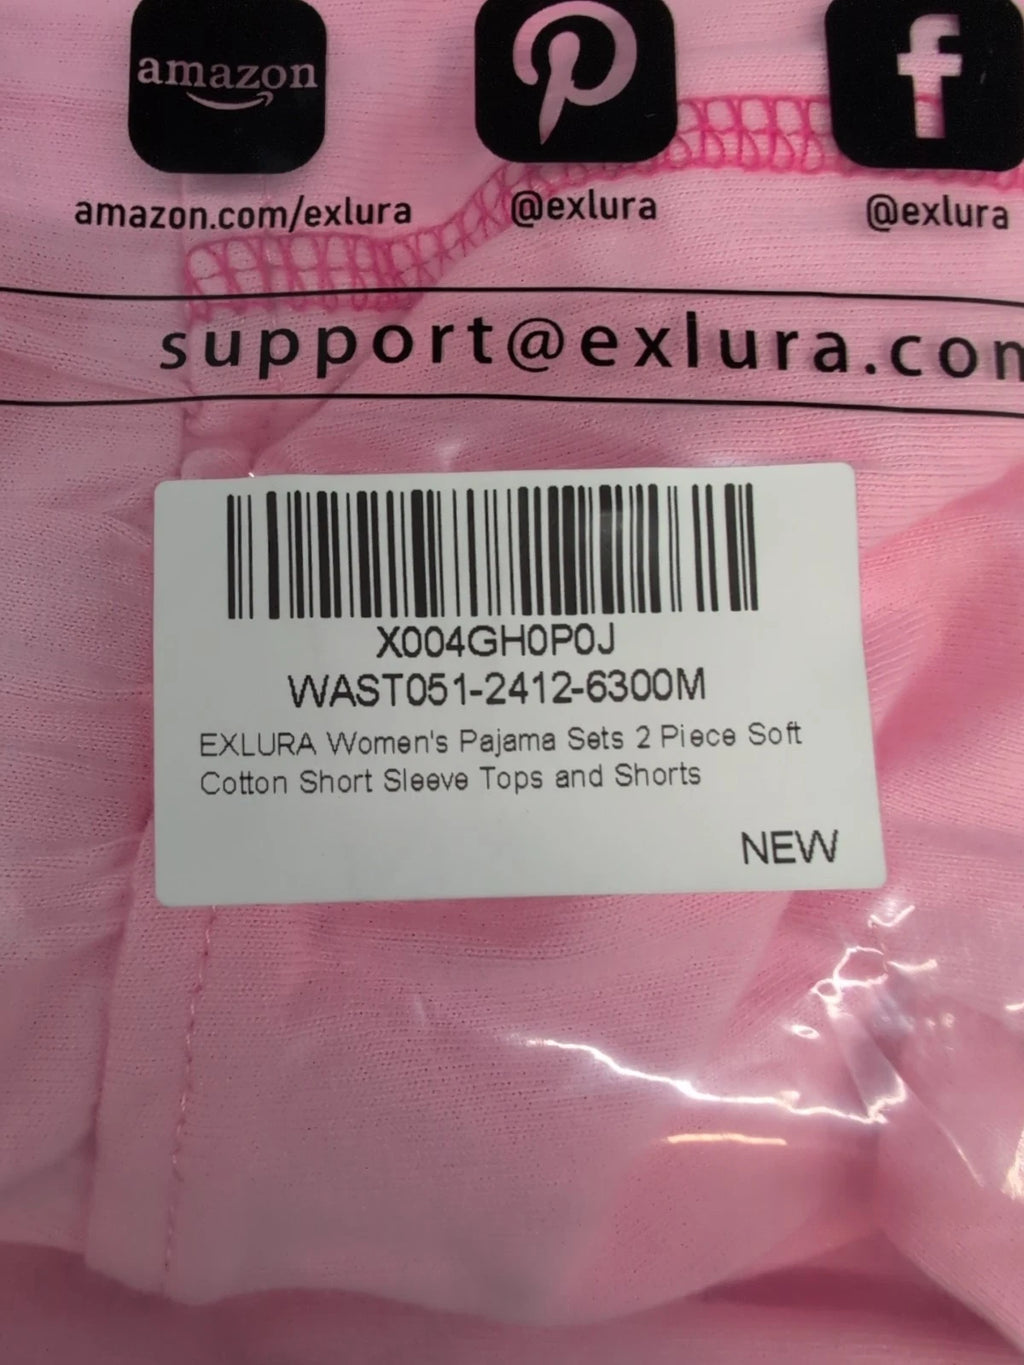 amazon
amazon.com/exlura
@exlura
@exlura
support@exlura.com
X004GH0P0J
WAST051-2412-6300M
EXLURA Women's Pajama Sets 2 Piece Soft
Cotton Short Sleeve Tops and Shorts
NEW